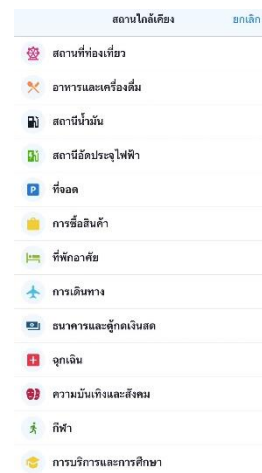 สถานใกล้เคียง ยกเลิก
สถานที่ท่องเที่ยว
อาหารและเครื่องดื่ม
สถานีน้ำมัน
สถานีอัดประจุไฟฟ้า
ที่จอด
การซื้อสินค้า
ที่พักอาศัย
การเดินทาง
ธนาคารและตู้กดเงินสด
ฉุกเฉิน
ความบันเทิงและสังคม
กีฬา
การบริการและการศึกษา